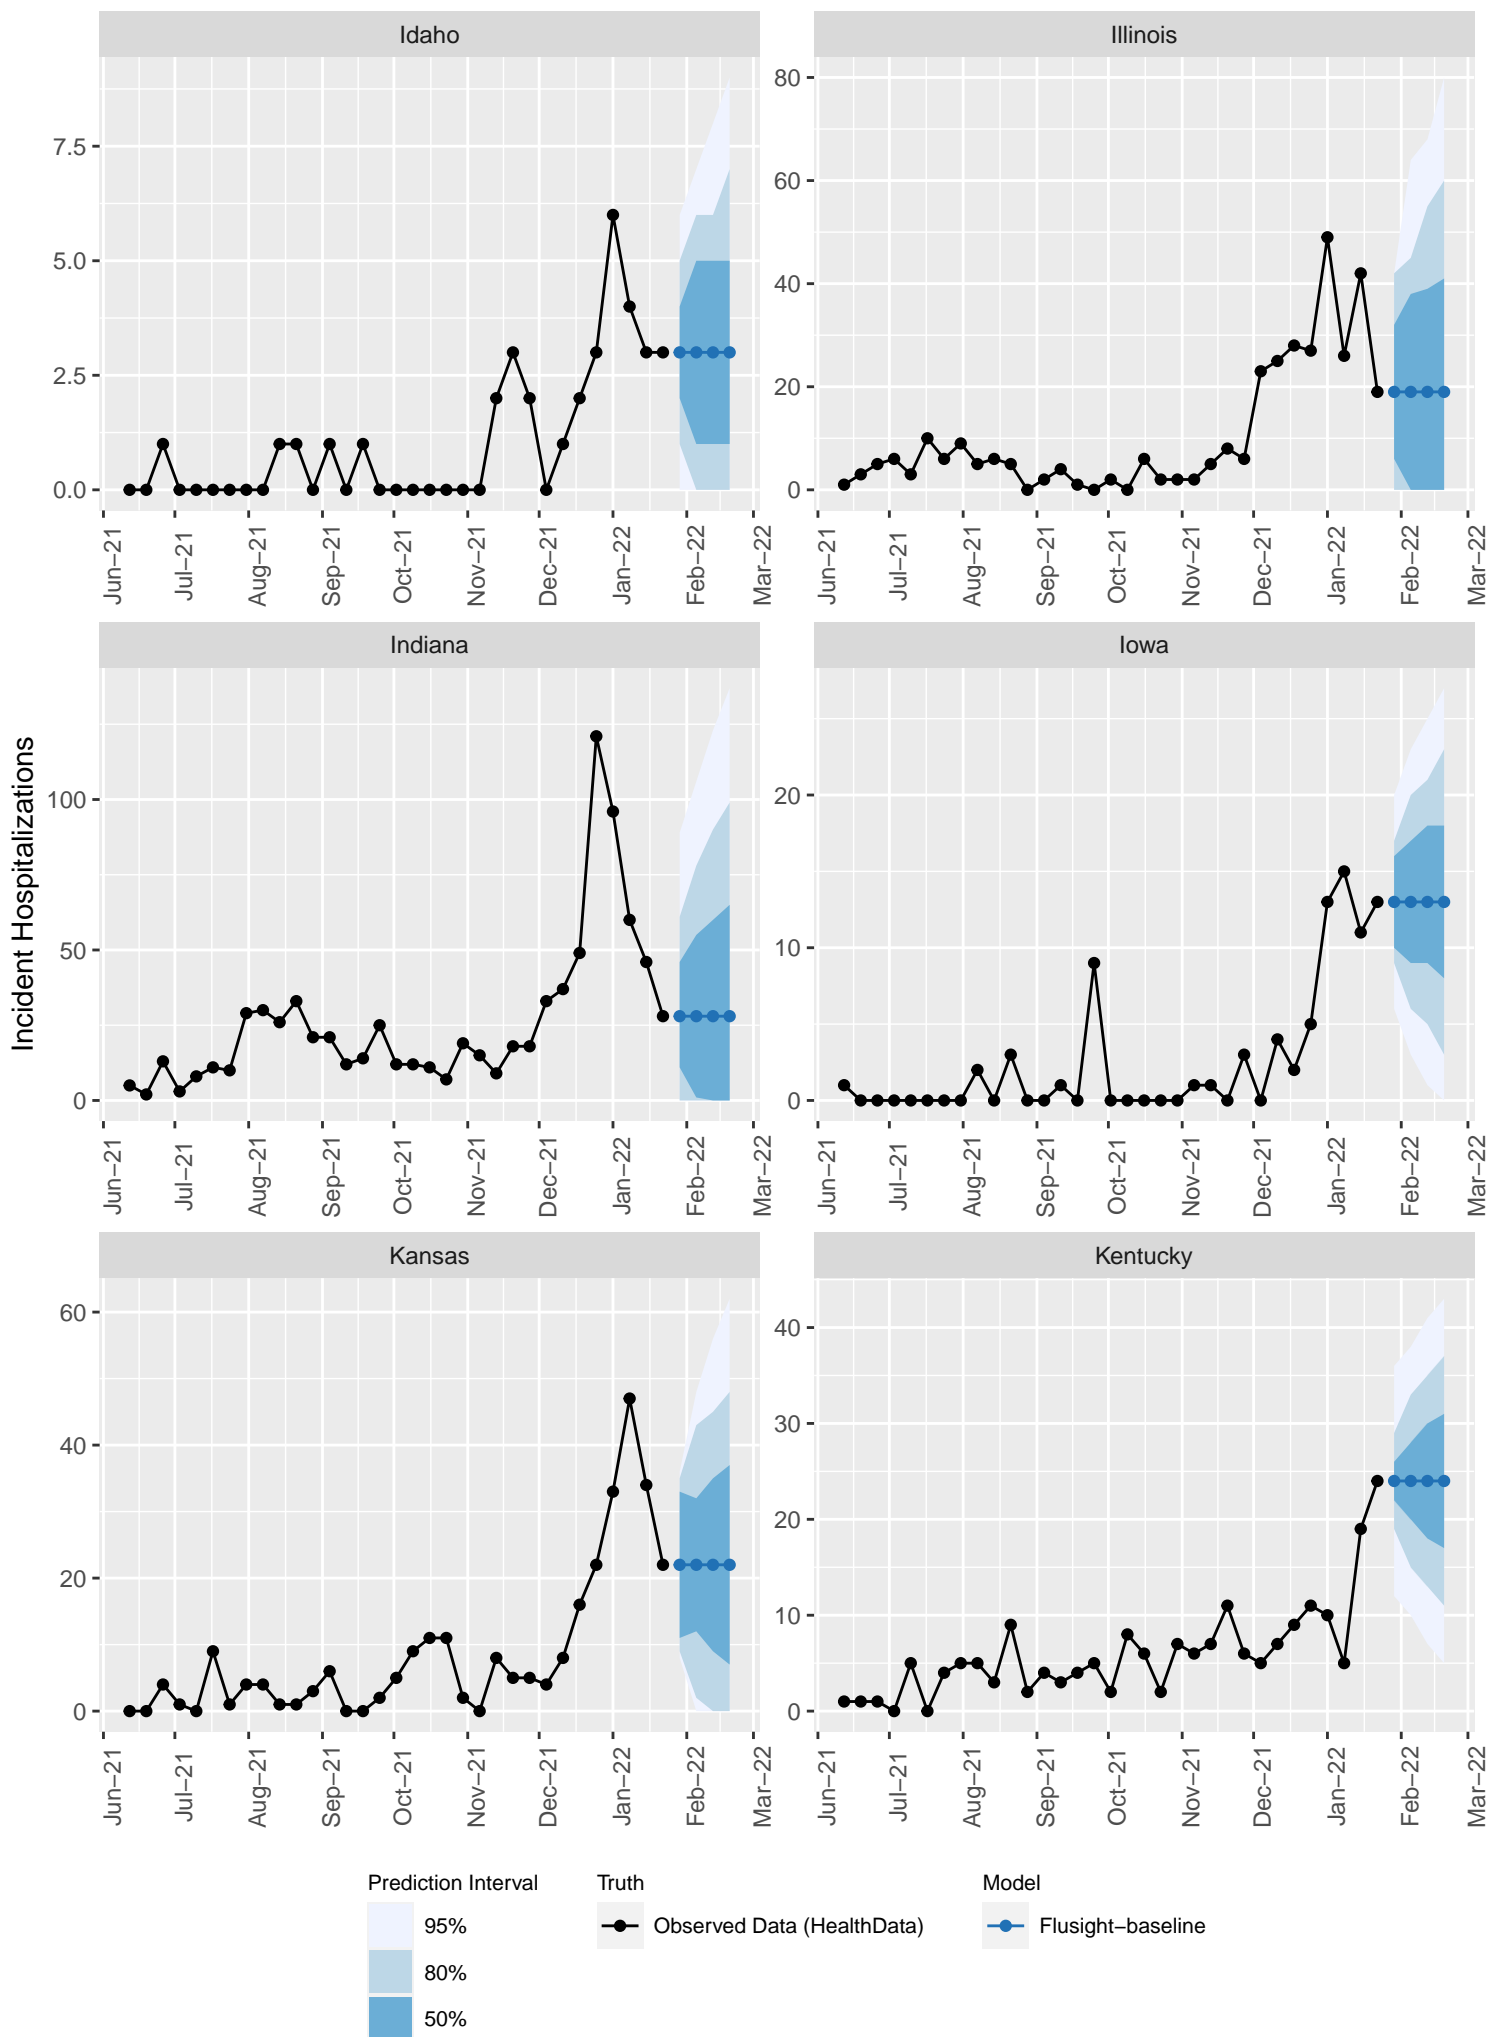 Idaho
Illinois
7.5
5.0
2.5
0.0
80
60
40
20
0
Jun−21
Jul−21
Aug−21
Sep−21
Oct−21
Nov−21
Dec−21
Jan−22
Feb−22
Mar−22
Jun−21
Jul−21
Aug−21
Sep−21
Oct−21
Nov−21
Dec−21
Jan−22
Feb−22
Mar−22
Incident Hospitalizations
Indiana
Iowa
100
50
0
20
10
0
Jun−21
Jul−21
Aug−21
Sep−21
Oct−21
Nov−21
Dec−21
Jan−22
Feb−22
Mar−22
Jun−21
Jul−21
Aug−21
Sep−21
Oct−21
Nov−21
Dec−21
Jan−22
Feb−22
Mar−22
Kansas
Kentucky
60
40
20
0
40
30
20
10
0
Jun−21
Jul−21
Aug−21
Sep−21
Oct−21
Nov−21
Dec−21
Jan−22
Feb−22
Mar−22
Jun−21
Jul−21
Aug−21
Sep−21
Oct−21
Nov−21
Dec−21
Jan−22
Feb−22
Mar−22
Prediction Interval
95%
80%
50%
Truth
Observed Data (HealthData)
Model
Flusight−baseline